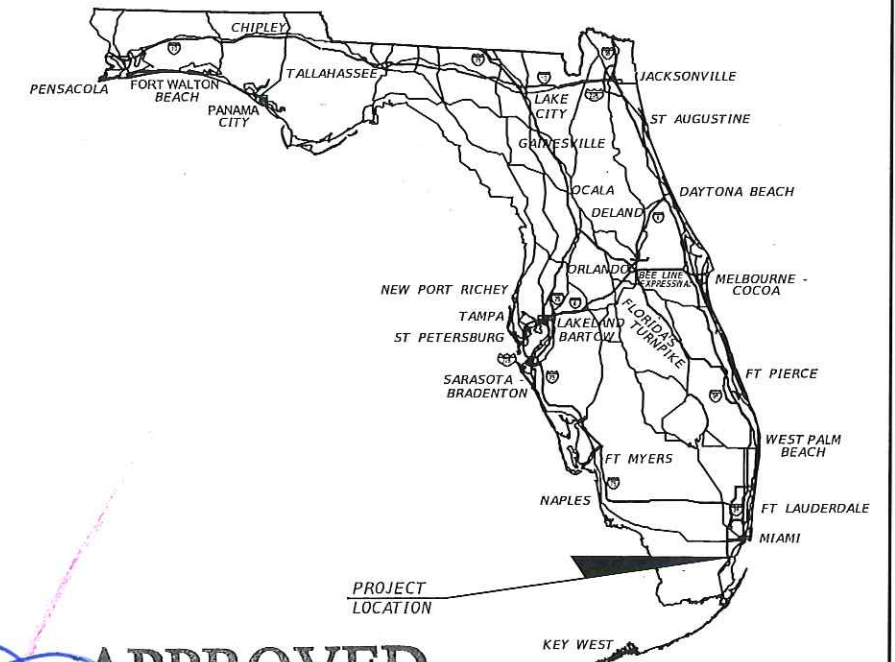 CHIPLEY
PENSACOLA
FORT WALTON
BEACH
PANAMA
CITY
TALLAHASSEE
JACKSONVILLE
LAKE
CITY
ST AUGUSTINE
GAINESVILLE
OCALA
DAYTONA BEACH
DELAND
ORLANDO
BEE LINE
EXPRESSWA
MELBOURNE -
COCOA
NEW PORT RICHEY
TAMPA
ST PETERSBURG
LAKELAND
BARTOW
FLORIDA'S
TURNPIKE
SARASOTA -
BRADENTON
FT PIERCE
WEST PALM
BEACH
FT MYERS
NAPLES
FT LAUDERDALE
MIAMI
PROJECT
LOCATION
KEY WEST
APPROVED